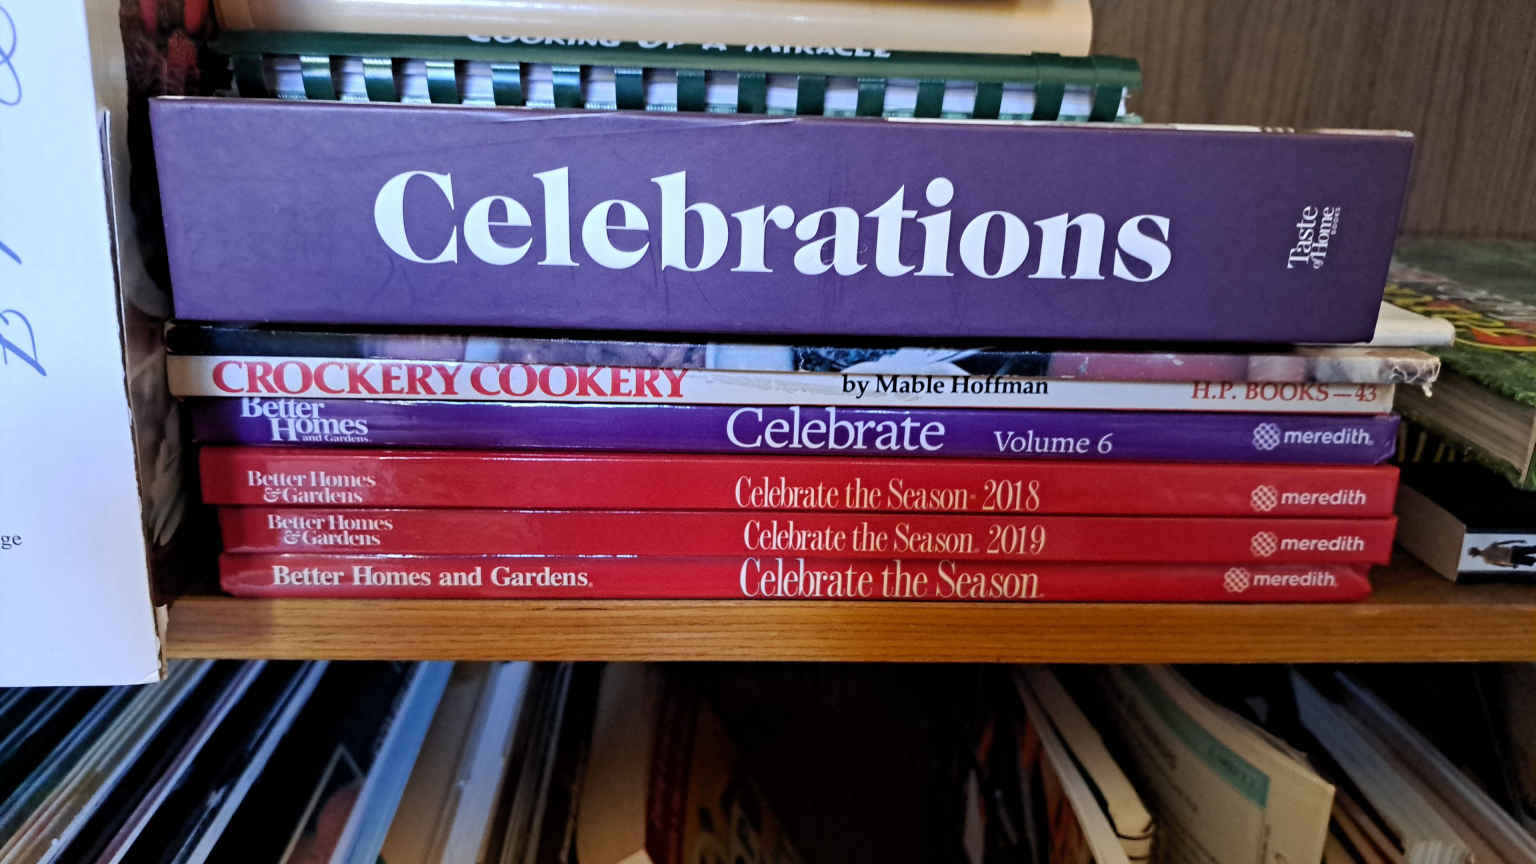 COOKING UP A MIRACLE
Celebrations
Taste
of Home
BOOKS
CROCKERY COOKERY by Mable Hoffman H.P. BOOKS—43
Better
Homes
and Gardens. Celebrate Volume 6 meredith.
Better Homes
& Gardens Celebrate the Season 2018 meredith
Better Homes
& Gardens Celebrate the Season. 2019 meredith
Better Homes and Gardens. Celebrate the Season. meredith.
ge